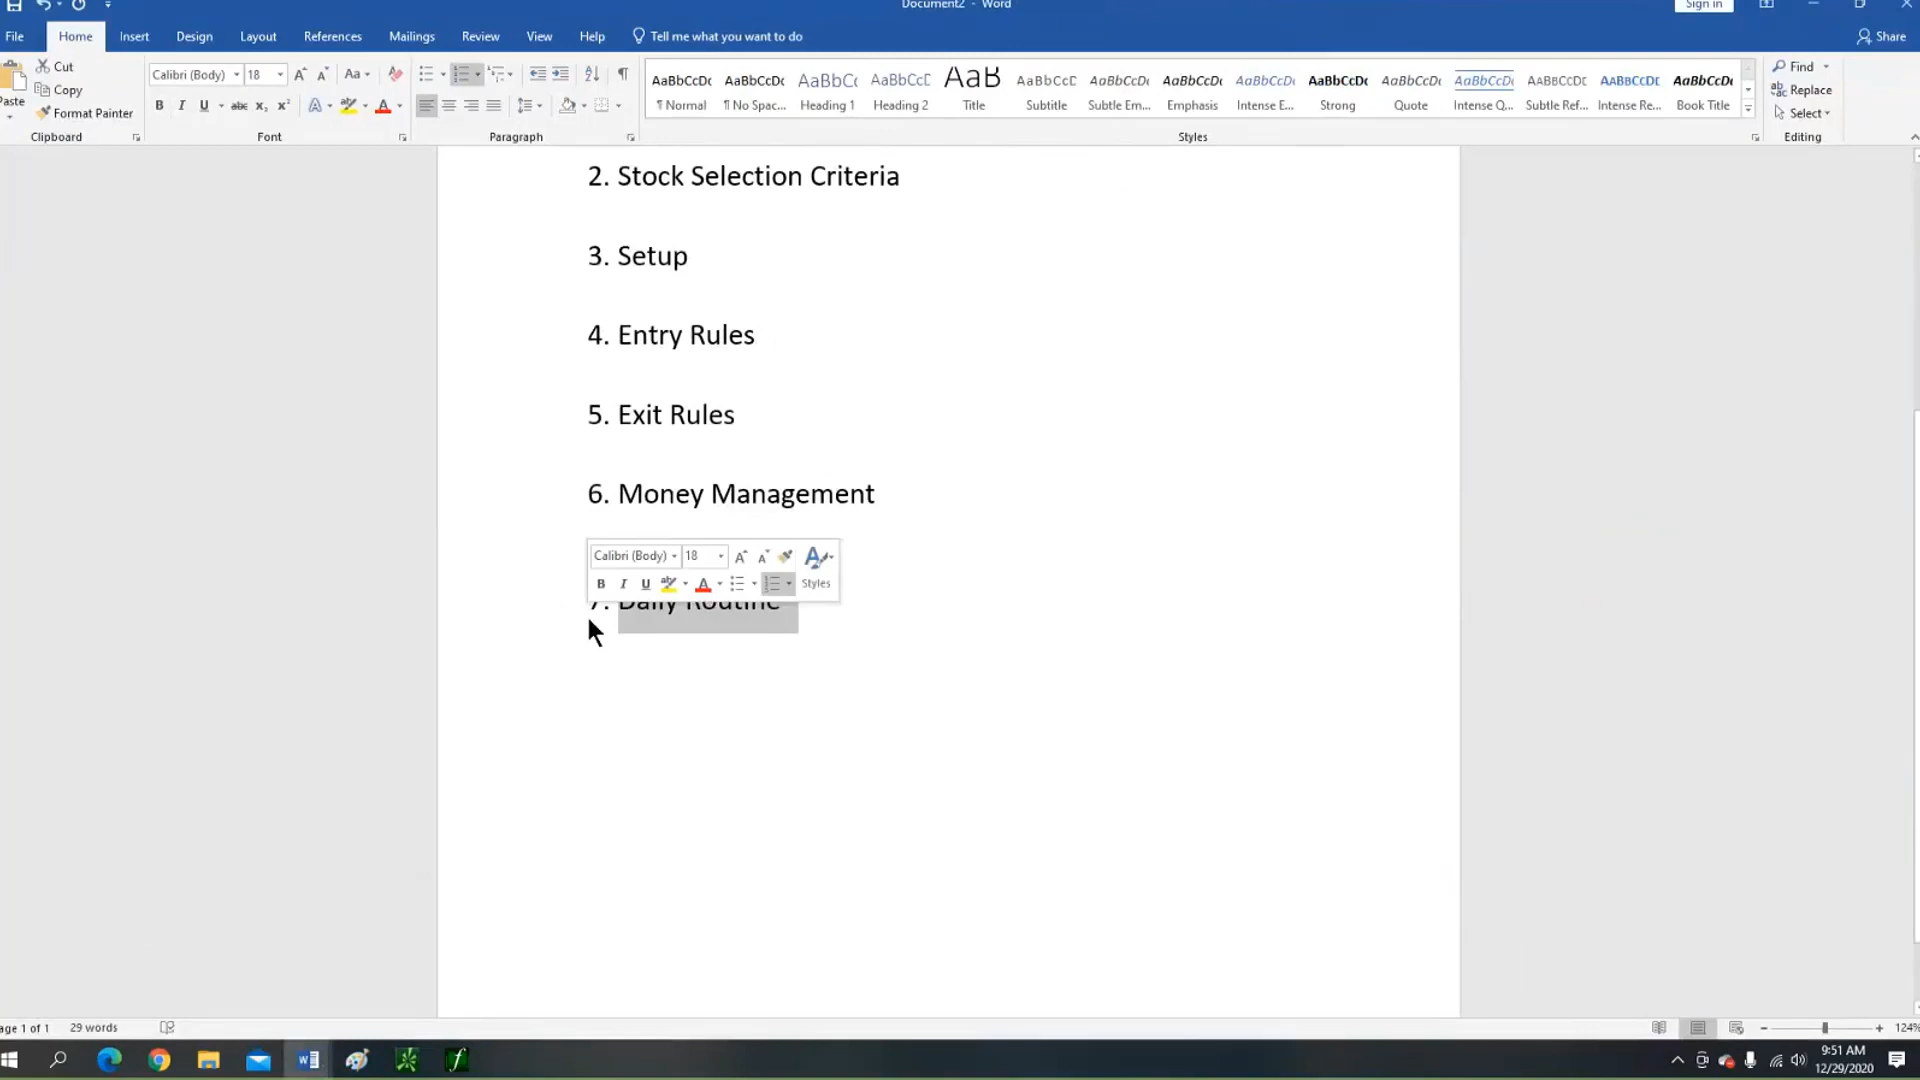 Document2 - Word
Sign in
File Home Insert Design Layout References Mailings Review View Help Tell me what you want to do
Share
Cut
Copy
Paste
Format Painter
Calibri (Body) 18
Aa
AaBbCcDc AaBbCcDc AaBbCc AaBbCcD AaB AaBbCcD AaBbCcDc AaBbCcDc AaBbCcDc AaBbCcDc AaBbCcDc AaBbCcDc AABBCCDC AABBCCDC AaBbCcDc
¶ Normal ¶ No Spac... Heading 1 Heading 2 Title Subtitle Subtle Em... Emphasis Intense E... Strong Quote Intense Q... Subtle Ref... Intense Re... Book Title
Find
Replace
Select
Clipboard Font Paragraph Styles Editing
2. Stock Selection Criteria
3. Setup
4. Entry Rules
5. Exit Rules
6. Money Management
Calibri (Body) 18
B I U Styles
7. Daily Routine
age 1 of 1 29 words
124%
9:51 AM
12/29/2020